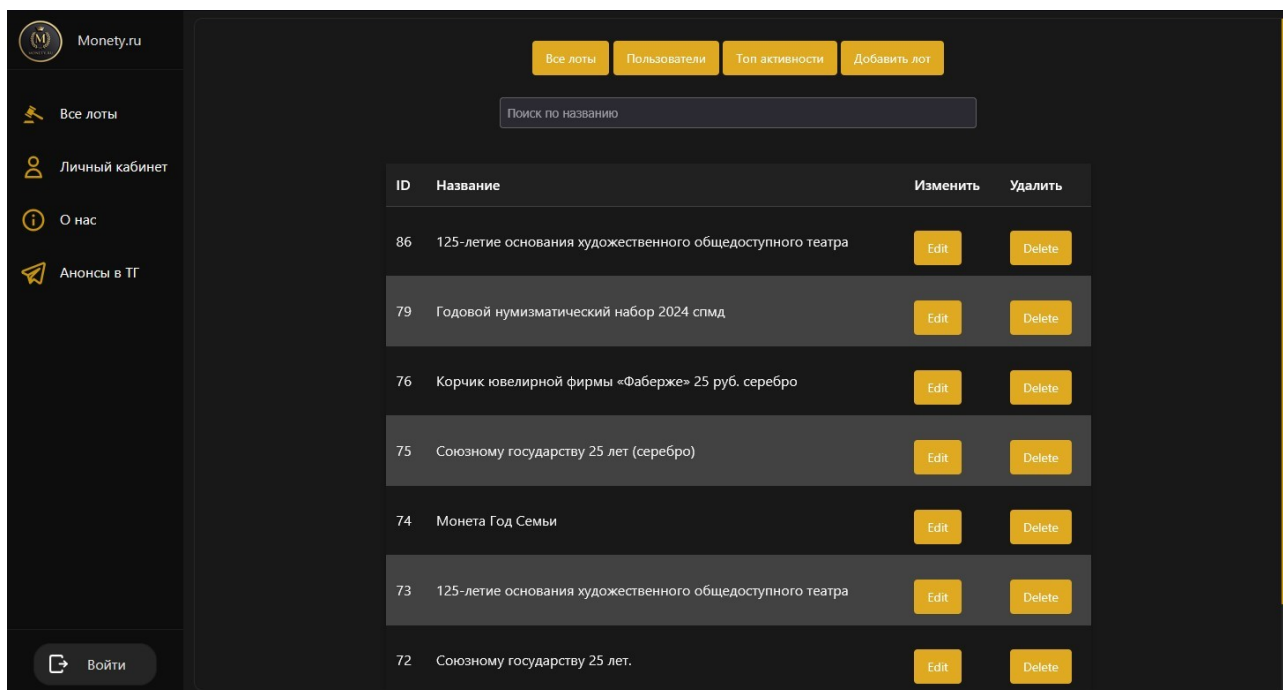 Monety.ru
Все лоты
Личный кабинет
О нас
Анонсы в ТГ
Войти
Все лоты Пользователи Топ активности Добавить лот
Поиск по названию
ID Название Изменить Удалить
86 125-летие основания художественного общедоступного театра Edit Delete
79 Годовой нумизматический набор 2024 спмд Edit Delete
76 Корчик ювелирной фирмы «Фаберже» 25 руб. серебро Edit Delete
75 Союзному государству 25 лет (серебро) Edit Delete
74 Монета Год Семьи Edit Delete
73 125-летие основания художественного общедоступного театра Edit Delete
72 Союзному государству 25 лет. Edit Delete